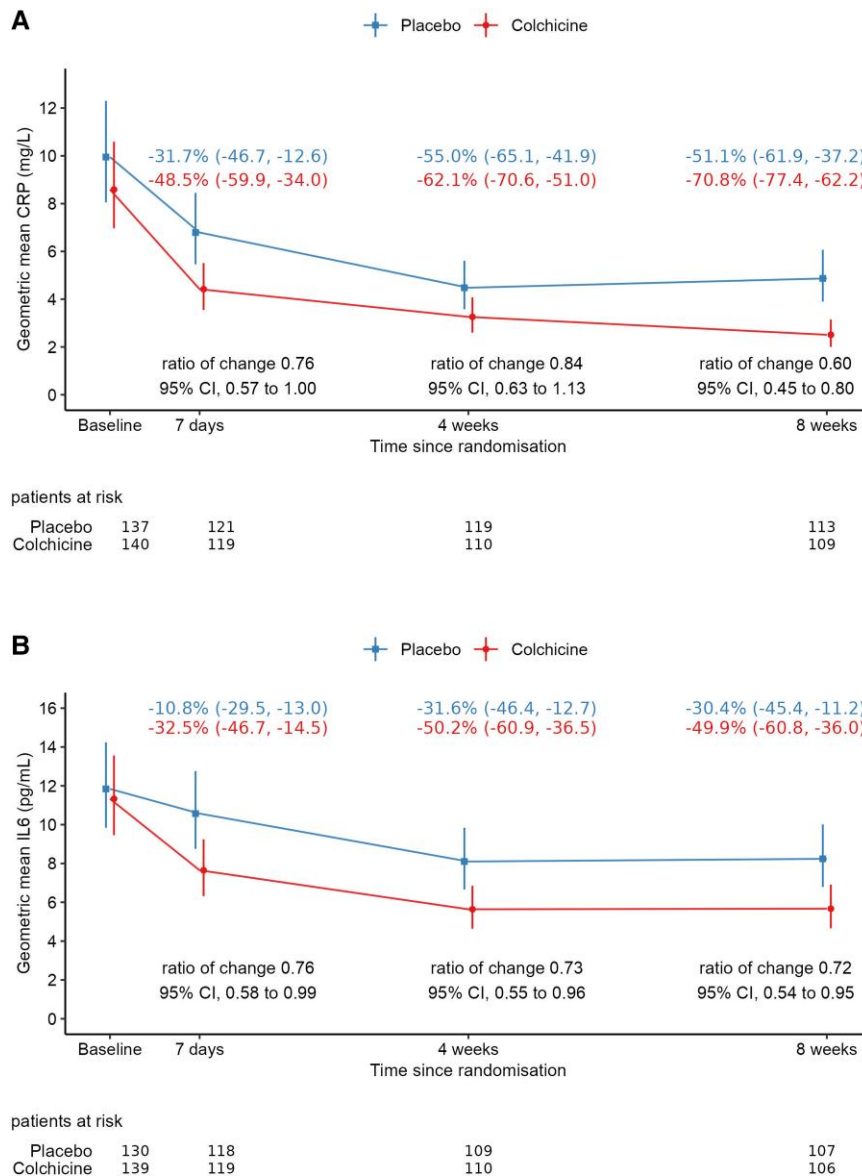 A
Placebo Colchicine
Geometric mean CRP (mg/L)
12
10
8
6
4
2
0
-31.7% (-46.7, -12.6) -55.0% (-65.1, -41.9) -51.1% (-61.9, -37.2)
-48.5% (-59.9, -34.0) -62.1% (-70.6, -51.0) -70.8% (-77.4, -62.2)
ratio of change 0.76 ratio of change 0.84 ratio of change 0.60
95% CI, 0.57 to 1.00 95% CI, 0.63 to 1.13 95% CI, 0.45 to 0.80
Baseline 7 days 4 weeks 8 weeks
Time since randomisation
patients at risk
Placebo 137 121 119 113
Colchicine 140 119 110 109
B
Placebo Colchicine
Geometric mean IL6 (pg/mL)
16
14
12
10
8
6
4
2
0
-10.8% (-29.5, -13.0) -31.6% (-46.4, -12.7) -30.4% (-45.4, -11.2)
-32.5% (-46.7, -14.5) -50.2% (-60.9, -36.5) -49.9% (-60.8, -36.0)
ratio of change 0.76 ratio of change 0.73 ratio of change 0.72
95% CI, 0.58 to 0.99 95% CI, 0.55 to 0.96 95% CI, 0.54 to 0.95
Baseline 7 days 4 weeks 8 weeks
Time since randomisation
patients at risk
Placebo 130 118 109 107
Colchicine 139 119 110 106